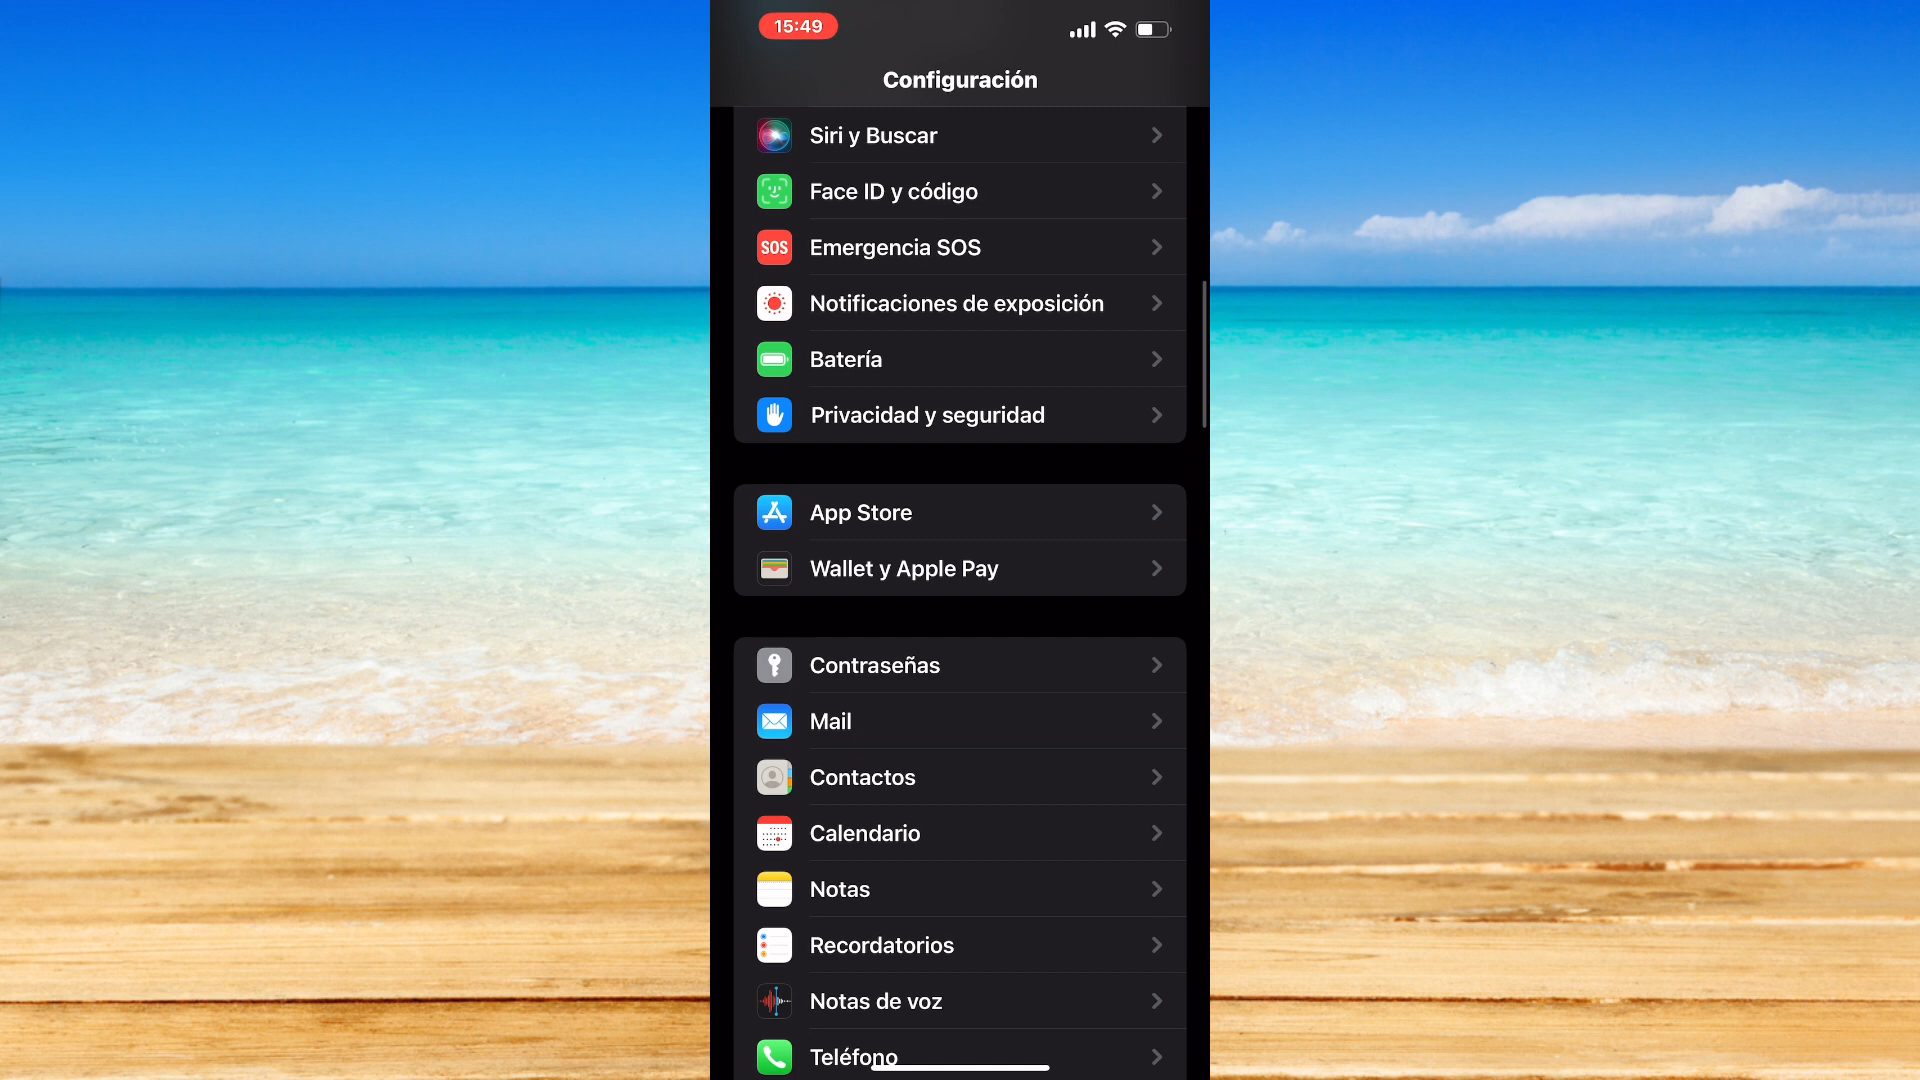 15:49
Configuración
Siri y Buscar
Face ID y código
SOS
Emergencia SOS
Notificaciones de exposición
Batería
Privacidad y seguridad
App Store
Wallet y Apple Pay
Contraseñas
Mail
Contactos
Calendario
Notas
Recordatorios
Notas de voz
Teléfono